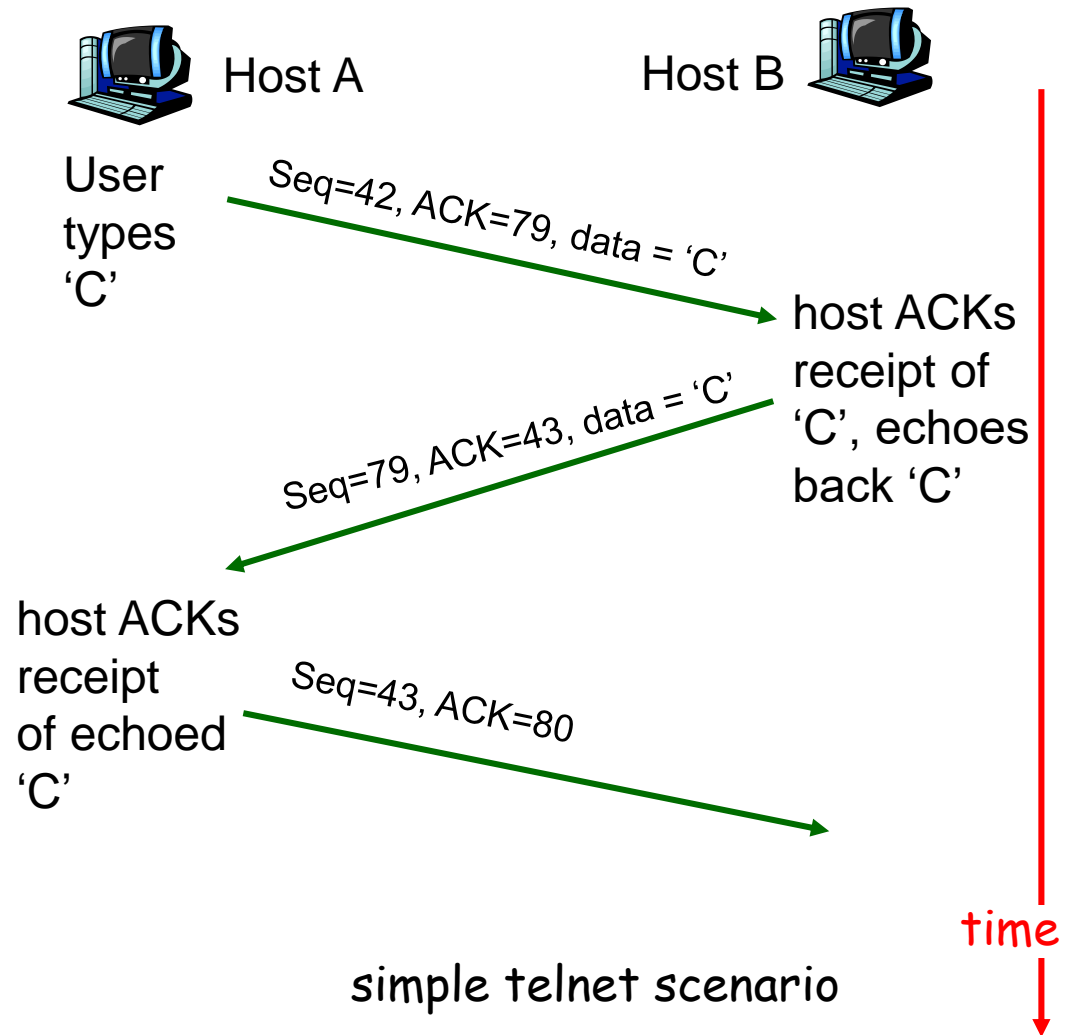 Host A
Host B
User
types
‘C’
Seq=42, ACK=79, data = ‘C’
host ACKs
receipt of
‘C’, echoes
back ‘C’
Seq=79, ACK=43, data = ‘C’
host ACKs
receipt
of echoed
‘C’
Seq=43, ACK=80
time
simple telnet scenario